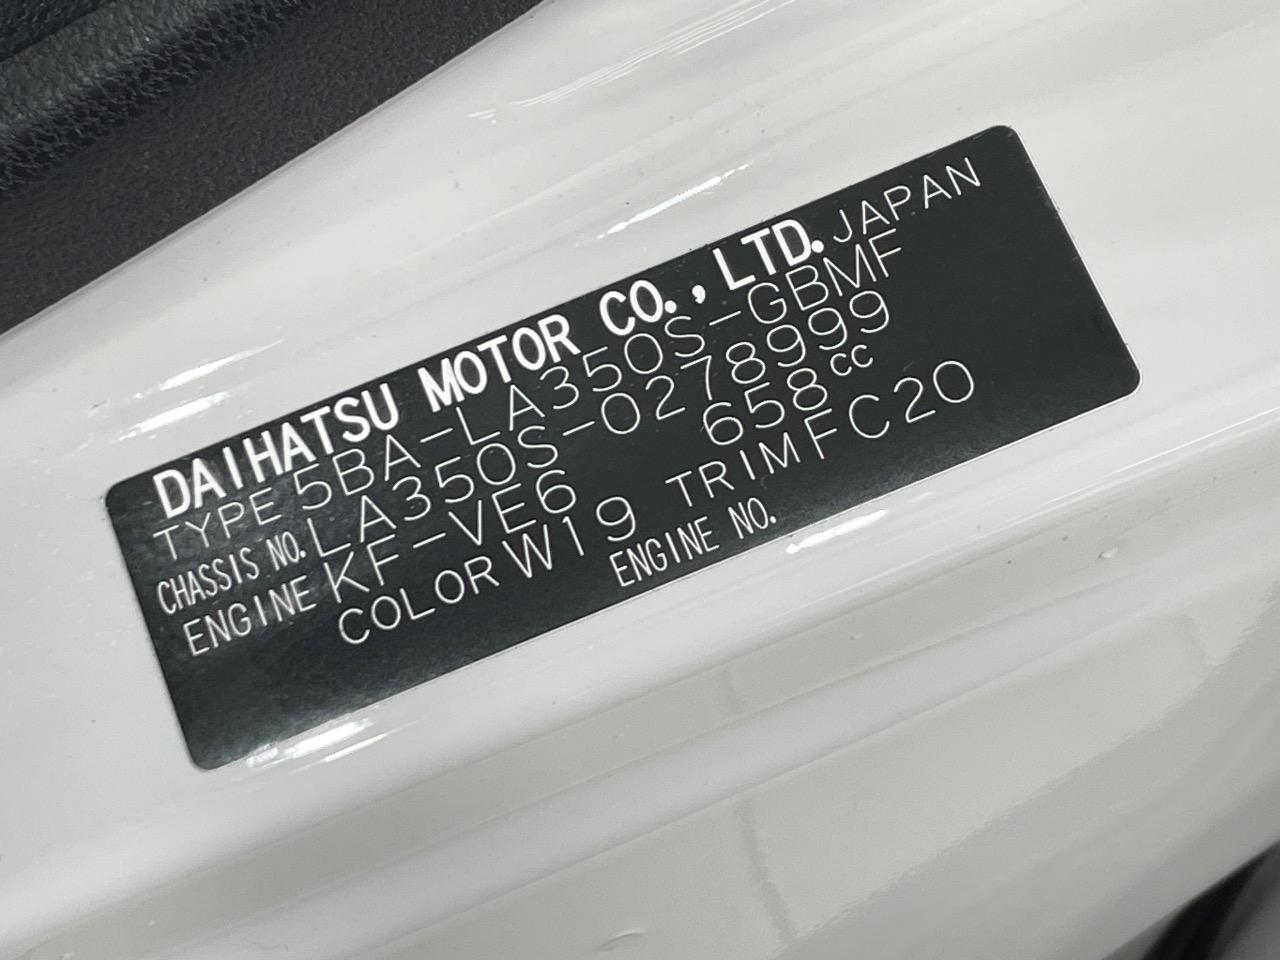 DAIHATSU MOTOR CO., LTD. JAPAN
TYPE 5BA-LA350S-GBMF
CHASSIS NO. LA350S-0278999
ENGINE KF-VE6 658cc
COLOR W19 TRIM FC20
ENGINE NO.